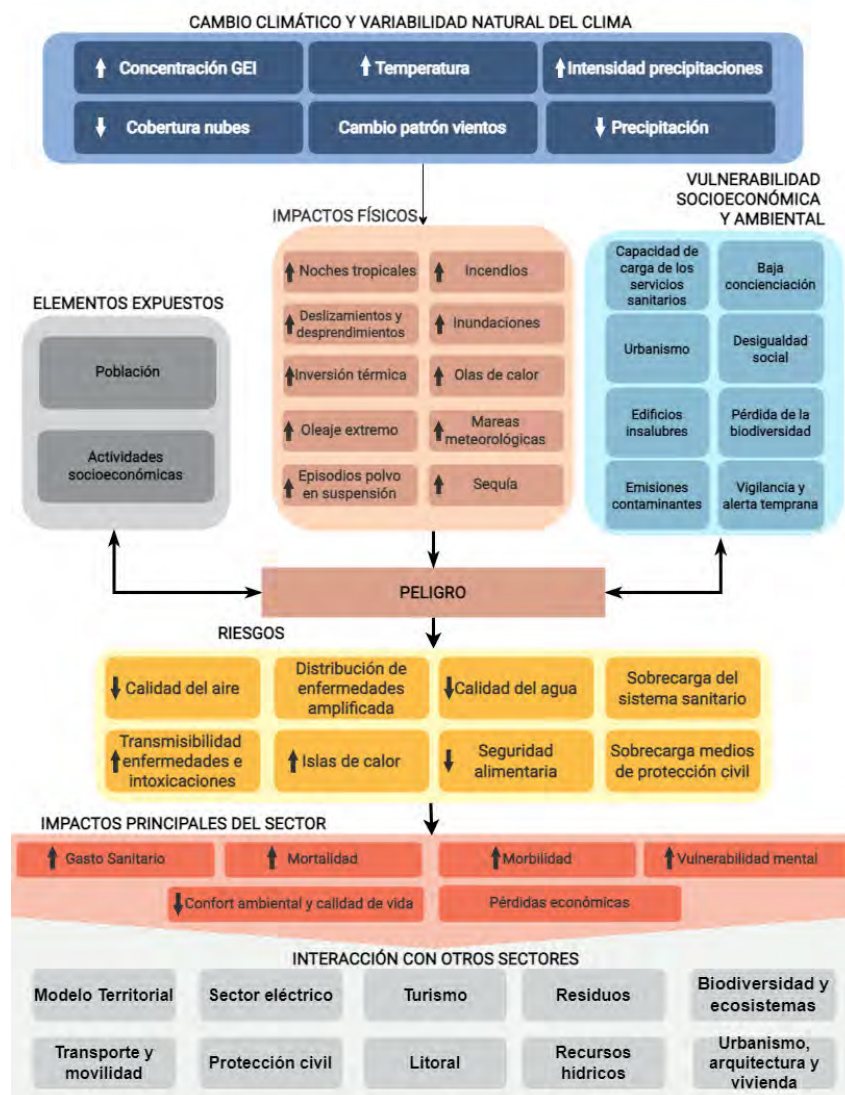 CAMBIO CLIMÁTICO Y VARIABILIDAD NATURAL DEL CLIMA
Concentración GEI
Temperatura
Intensidad precipitaciones
Cobertura nubes
Cambio patrón vientos
Precipitación
IMPACTOS FÍSICOS
Noches tropicales
Incendios
Deslizamientos y
desprendimientos
Inundaciones
Inversión térmica
Olas de calor
Oleaje extremo
Mareas
meteorológicas
Episodios polvo
en suspensión
Sequía
VULNERABILIDAD
SOCIOECONÓMICA
Y AMBIENTAL
Capacidad de
carga de los
servicios
sanitarios
Baja
concienciación
Urbanismo
Desigualdad
social
Edificios
insalubres
Pérdida de la
biodiversidad
Emisiones
contaminantes
Vigilancia y
alerta temprana
ELEMENTOS EXPUESTOS
Población
Actividades
socioeconómicas
PELIGRO
RIESGOS
Calidad del aire
Distribución de
enfermedades
amplificada
Calidad del agua
Sobrecarga del
sistema sanitario
Transmisibilidad
enfermedades e
intoxicaciones
Islas de calor
Seguridad
alimentaria
Sobrecarga medios
de protección civil
IMPACTOS PRINCIPALES DEL SECTOR
Gasto Sanitario
Mortalidad
Morbilidad
Vulnerabilidad mental
Confort ambiental y calidad de vida
Pérdidas económicas
INTERACCIÓN CON OTROS SECTORES
Modelo Territorial
Sector eléctrico
Turismo
Residuos
Biodiversidad y
ecosistemas
Transporte y
movilidad
Protección civil
Litoral
Recursos
hídricos
Urbanismo,
arquitectura y
vivienda